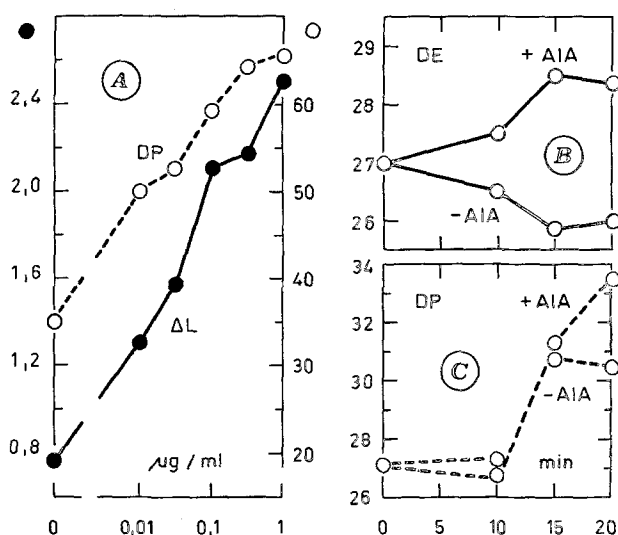 A
DP
ΔL
2,4
2,0
1,6
1,2
0,8
60
50
40
30
20
μg / ml
0
0,01
0,1
1
DE
+ AIA
- AIA
B
29
28
27
26
DP
+ AIA
- AIA
C
min
34
32
30
28
26
0
5
10
15
20